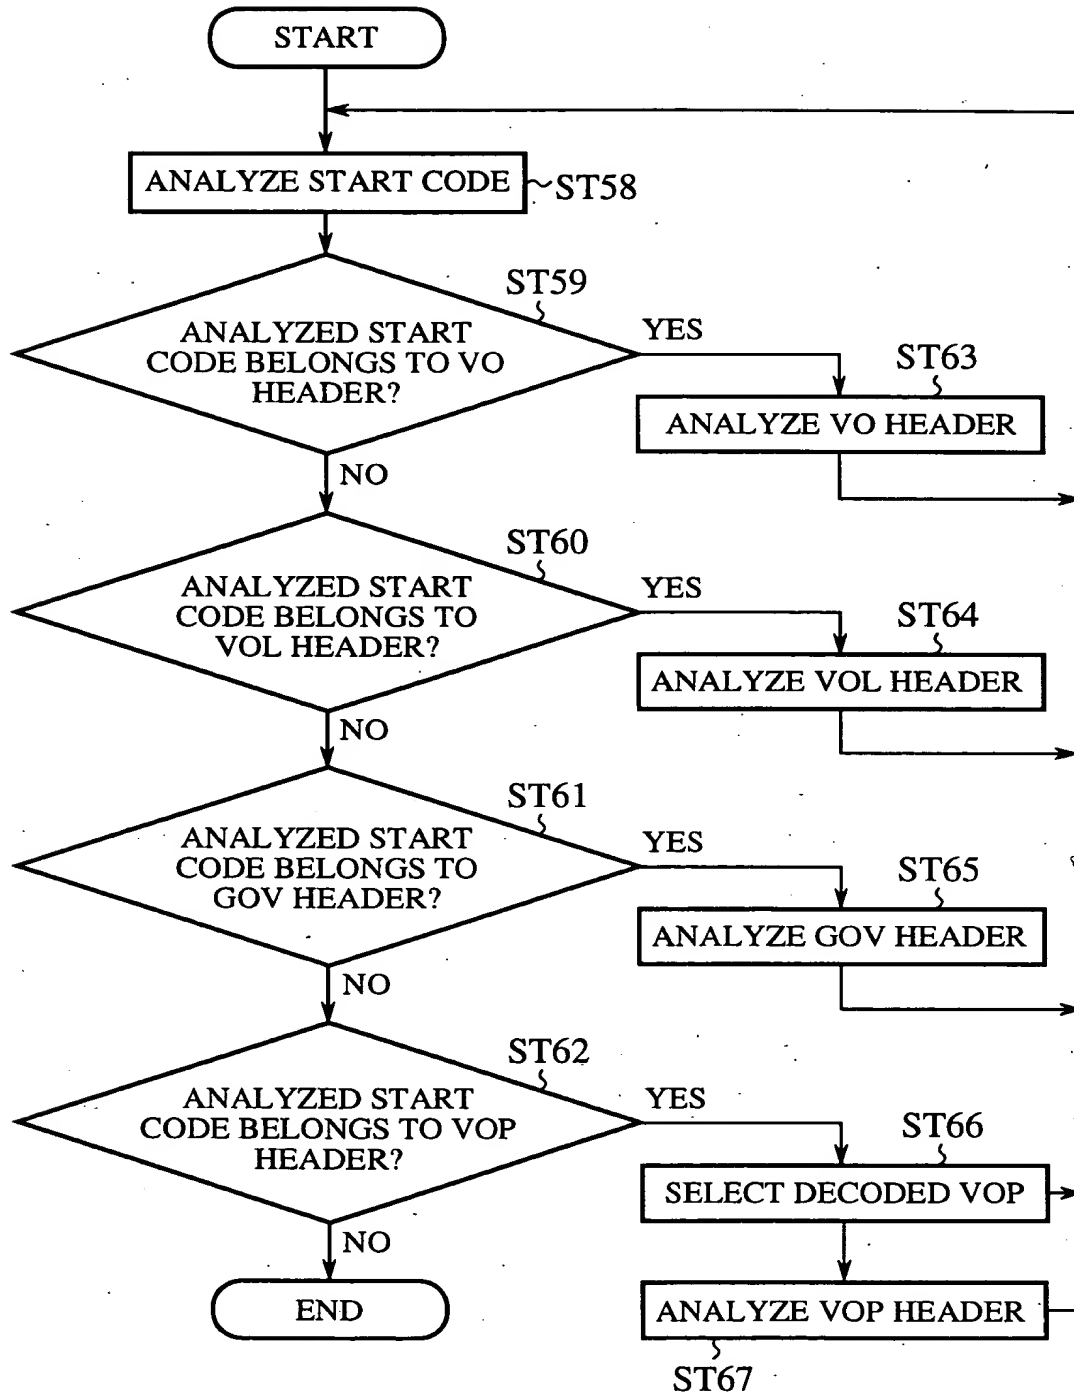 START
ANALYZE START CODE
ST58
ST59
ANALYZED START
CODE BELONGS TO VO
HEADER?
YES
ST63
ANALYZE VO HEADER
NO
ST60
ANALYZED START
CODE BELONGS TO
VOL HEADER?
YES
ST64
ANALYZE VOL HEADER
NO
ST61
ANALYZED START
CODE BELONGS TO
GOV HEADER?
YES
ST65
ANALYZE GOV HEADER
NO
ST62
ANALYZED START
CODE BELONGS TO VOP
HEADER?
YES
ST66
SELECT DECODED VOP
NO
END
ANALYZE VOP HEADER
ST67